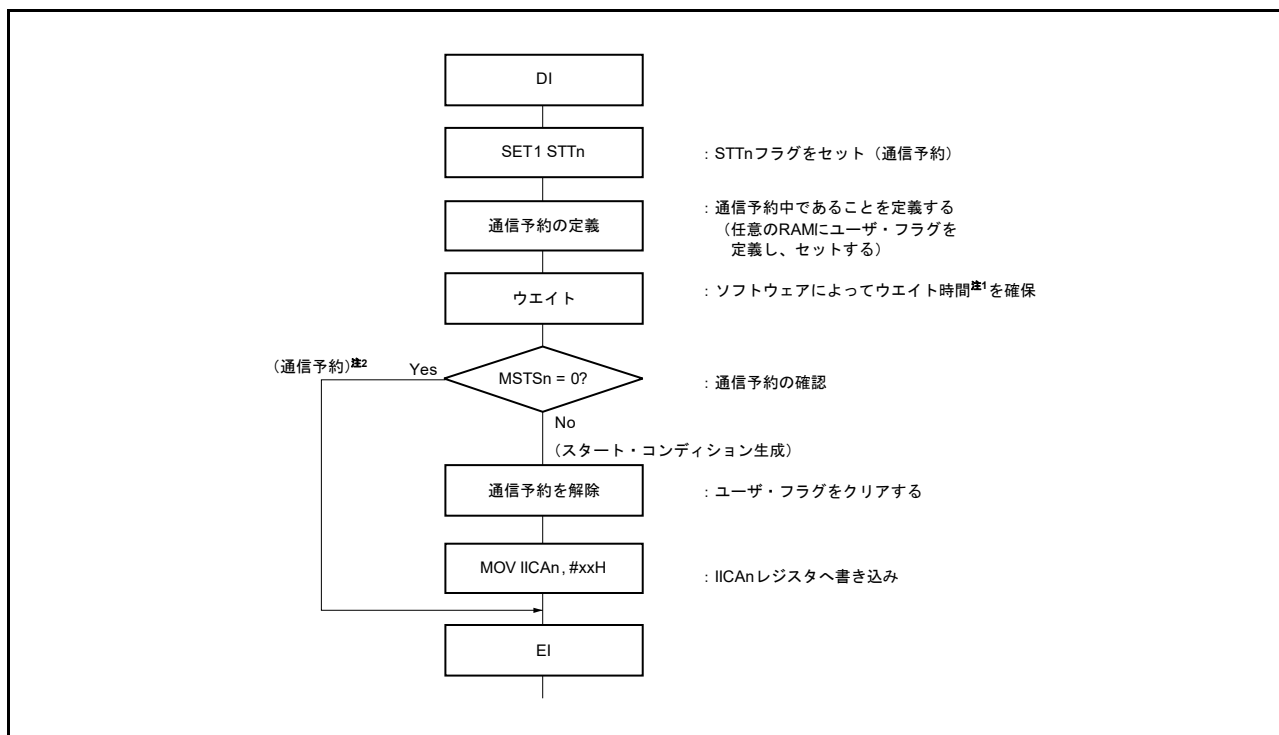 DI
SET1 STTn
：STTnフラグをセット（通信予約）
通信予約の定義
：通信予約中であることを定義する
（任意のRAMにユーザ・フラグを
定義し、セットする）
ウエイト
：ソフトウェアによってウエイト時間注1を確保
（通信予約）注2
Yes
MSTSn = 0?
：通信予約の確認
No
（スタート・コンディション生成）
通信予約を解除
：ユーザ・フラグをクリアする
MOV IICAn, #xxH
：IICAnレジスタへ書き込み
EI